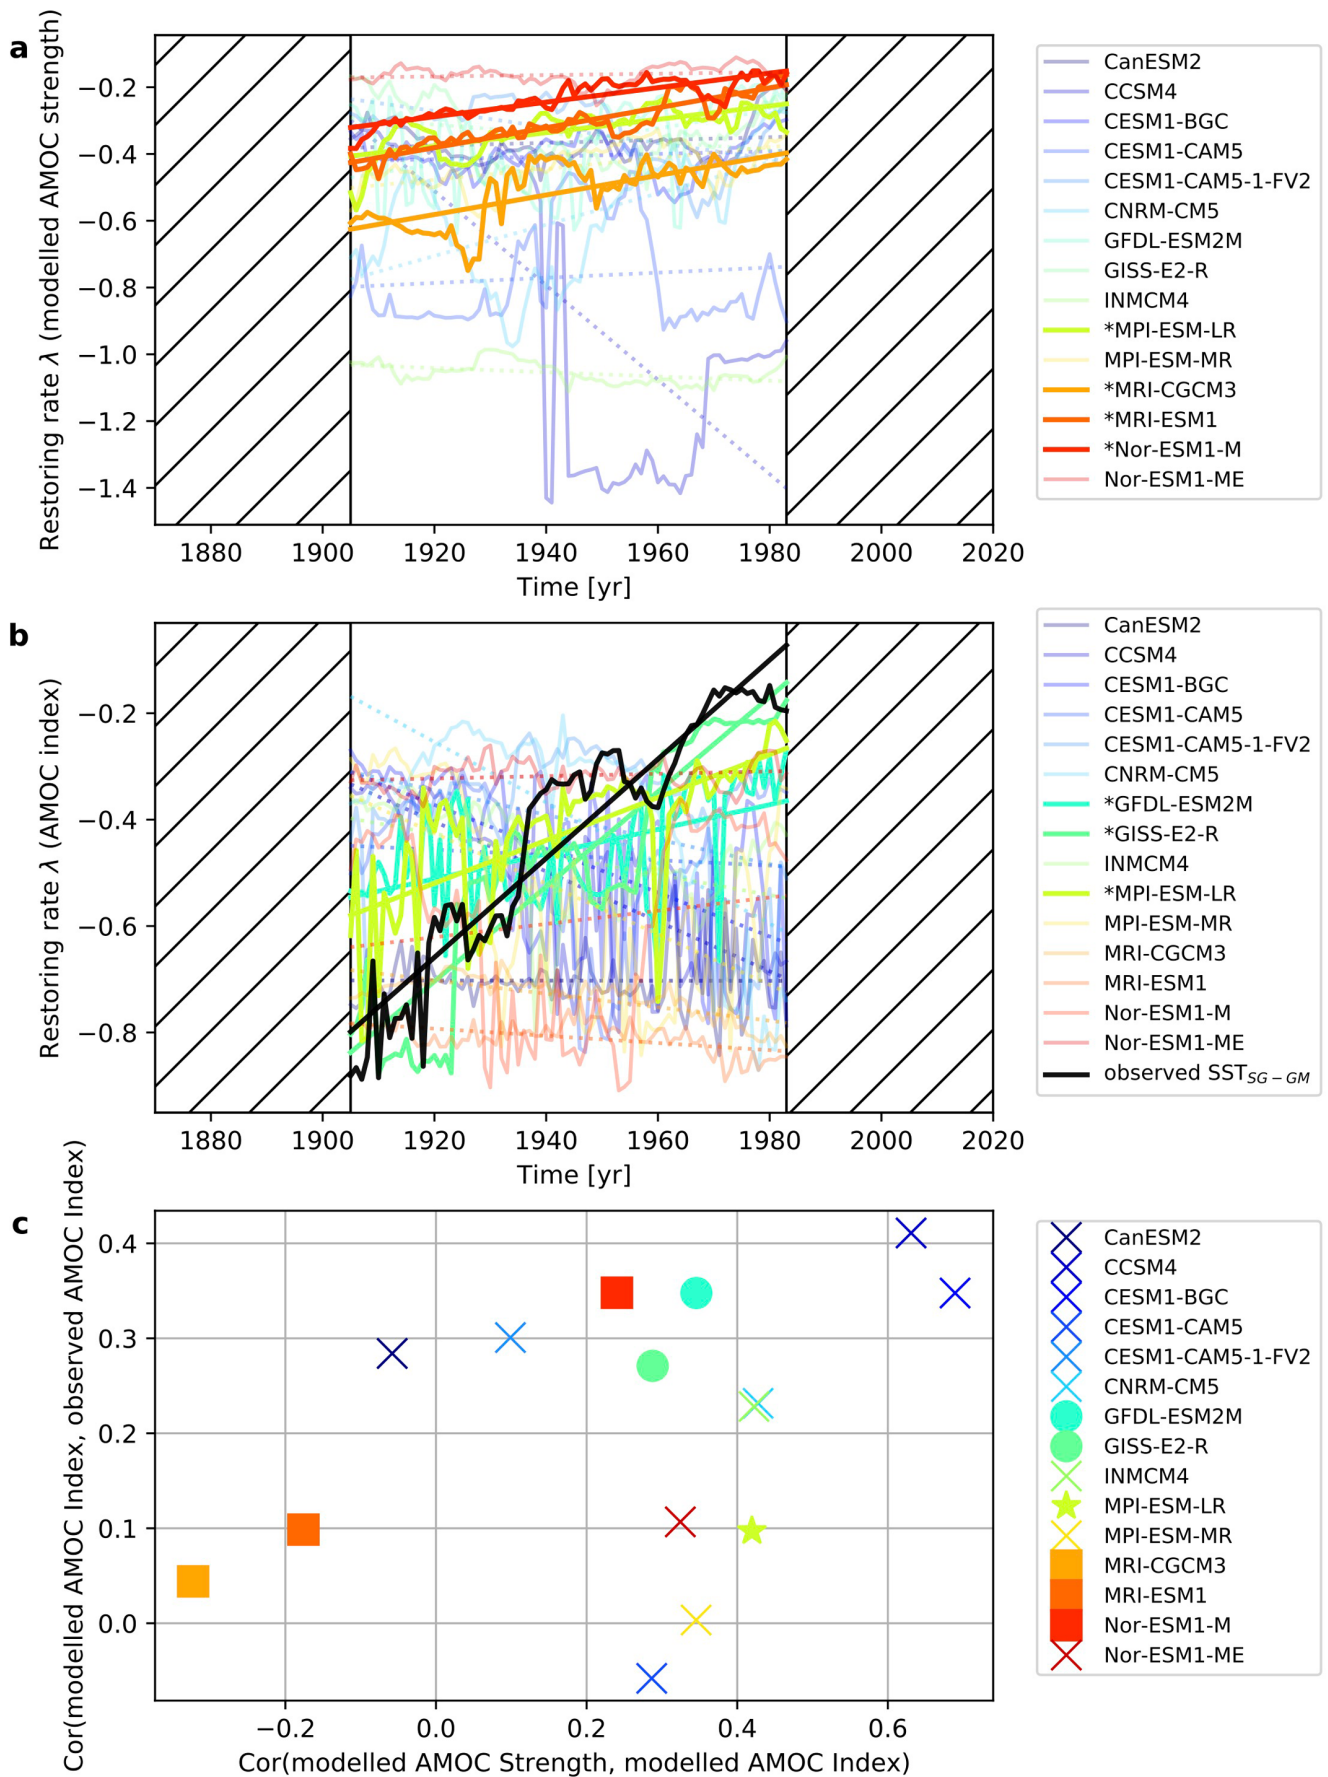 a
Restoring rate λ (modelled AMOC strength)
−0.2
−0.4
−0.6
−0.8
−1.0
−1.2
−1.4
1880
1900
1920
1940
1960
1980
2000
2020
Time [yr]
CanESM2
CCSM4
CESM1-BGC
CESM1-CAM5
CESM1-CAM5-1-FV2
CNRM-CM5
GFDL-ESM2M
GISS-E2-R
INMCM4
*MPI-ESM-LR
MPI-ESM-MR
*MRI-CGCM3
*MRI-ESM1
*Nor-ESM1-M
Nor-ESM1-ME
b
Restoring rate λ (AMOC index)
−0.2
−0.4
−0.6
−0.8
1880
1900
1920
1940
1960
1980
2000
2020
Time [yr]
CanESM2
CCSM4
CESM1-BGC
CESM1-CAM5
CESM1-CAM5-1-FV2
CNRM-CM5
*GFDL-ESM2M
*GISS-E2-R
INMCM4
*MPI-ESM-LR
MPI-ESM-MR
MRI-CGCM3
MRI-ESM1
Nor-ESM1-M
Nor-ESM1-ME
observed SST SG−GM
c
Cor(modelled AMOC Index, observed AMOC Index)
0.4
0.3
0.2
0.1
0.0
−0.2
0.0
0.2
0.4
0.6
Cor(modelled AMOC Strength, modelled AMOC Index)
CanESM2
CCSM4
CESM1-BGC
CESM1-CAM5
CESM1-CAM5-1-FV2
CNRM-CM5
GFDL-ESM2M
GISS-E2-R
INMCM4
MPI-ESM-LR
MPI-ESM-MR
MRI-CGCM3
MRI-ESM1
Nor-ESM1-M
Nor-ESM1-ME